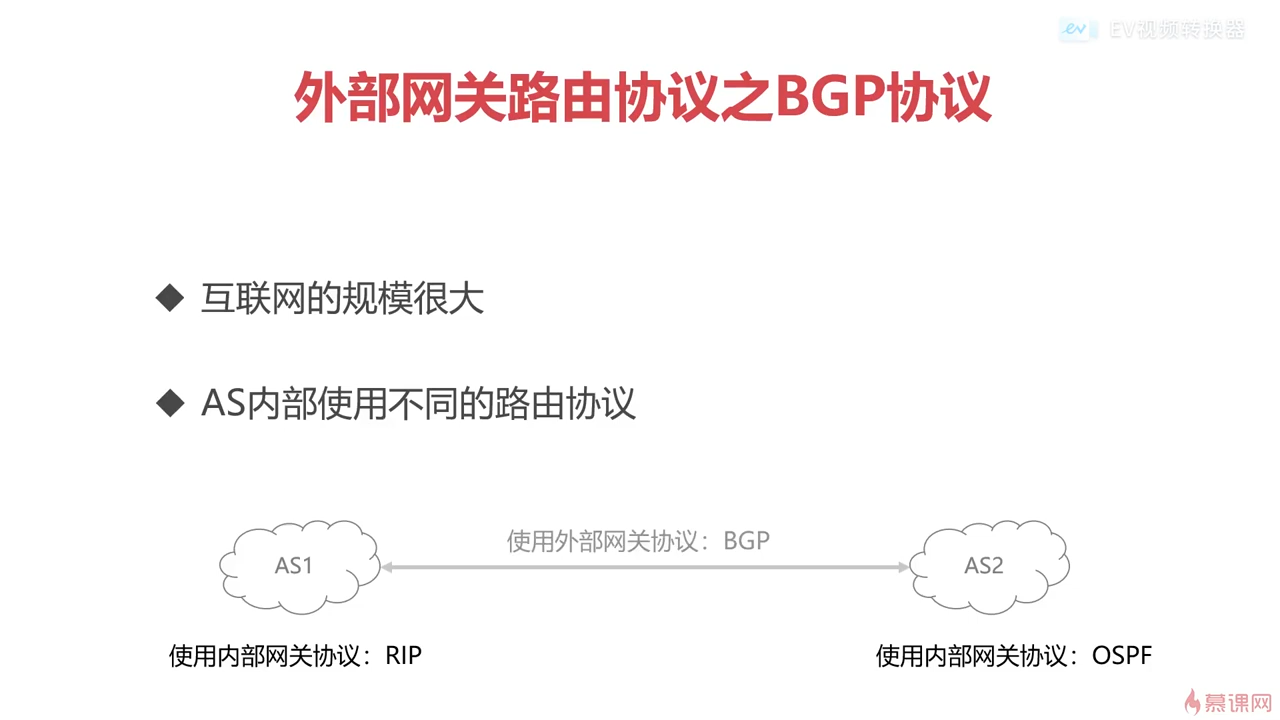 EV视频转换器
外部网关路由协议之BGP协议
◆ 互联网的规模很大
◆ AS内部使用不同的路由协议
使用外部网关协议：BGP
AS1
AS2
使用内部网关协议：RIP
使用内部网关协议：OSPF
慕课网